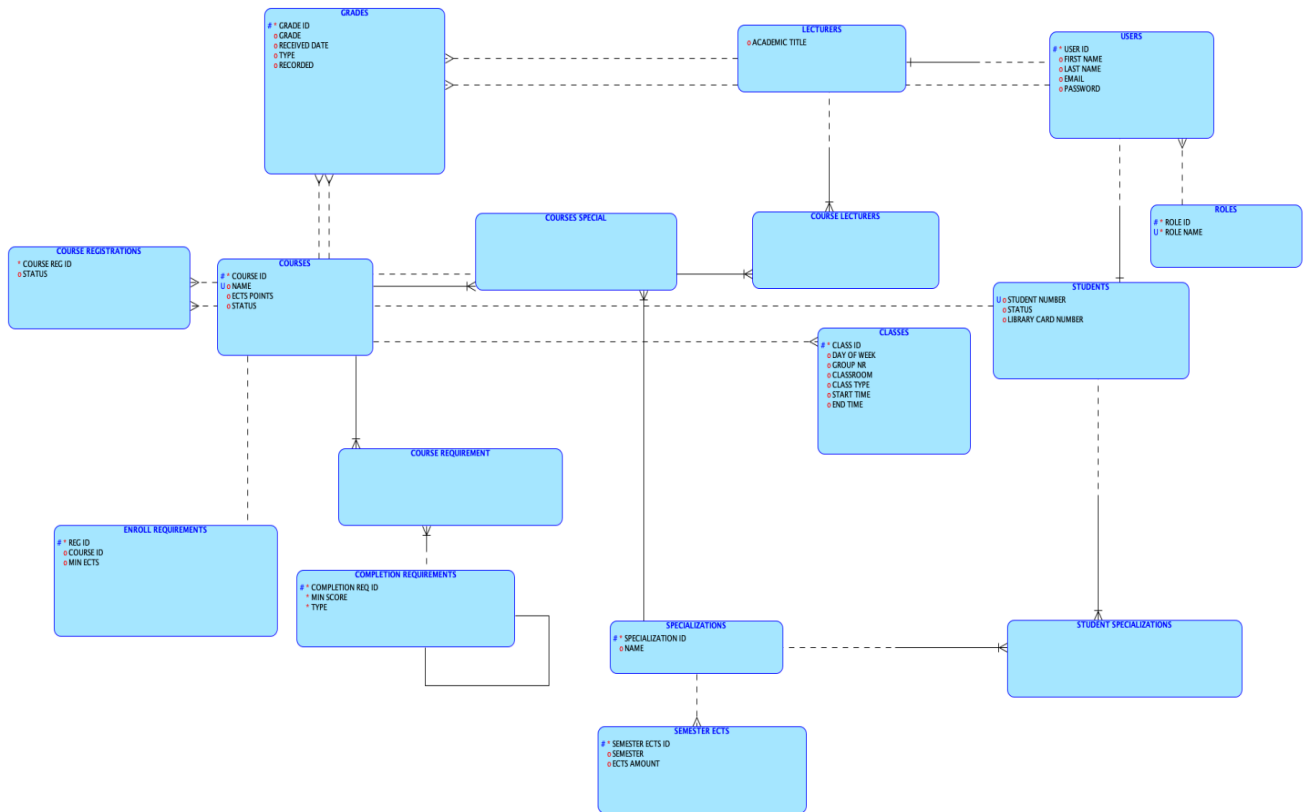 GRADES
# * GRADE ID
o GRADE
o RECEIVED DATE
o TYPE
o RECORDED
LECTURERS
o ACADEMIC TITLE
USERS
# * USER ID
o FIRST NAME
o LAST NAME
o EMAIL
o PASSWORD
ROLES
# * ROLE ID
U * ROLE NAME
COURSES SPECIAL
COURSE LECTURERS
COURSE REGISTRATIONS
* COURSE REG ID
o STATUS
COURSES
# * COURSE ID
U o NAME
o ECTS POINTS
o STATUS
STUDENTS
U o STUDENT NUMBER
o STATUS
o LIBRARY CARD NUMBER
CLASSES
# * CLASS ID
o DAY OF WEEK
o GROUP NR
o CLASSROOM
o CLASS TYPE
o START TIME
o END TIME
COURSE REQUIREMENT
ENROLL REQUIREMENTS
# * REG ID
o COURSE ID
o MIN ECTS
COMPLETION REQUIREMENTS
# * COMPLETION REQ ID
* MIN SCORE
* TYPE
SPECIALIZATIONS
# * SPECIALIZATION ID
o NAME
STUDENT SPECIALIZATIONS
SEMESTER ECTS
# * SEMESTER ECTS ID
o SEMESTER
o ECTS AMOUNT